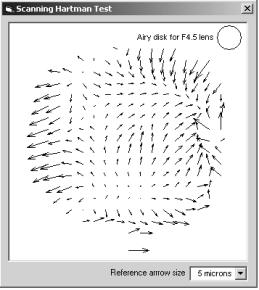 Scanning Hartman Test
Airy disk for F4.5 lens
Reference arrow size 5 microns